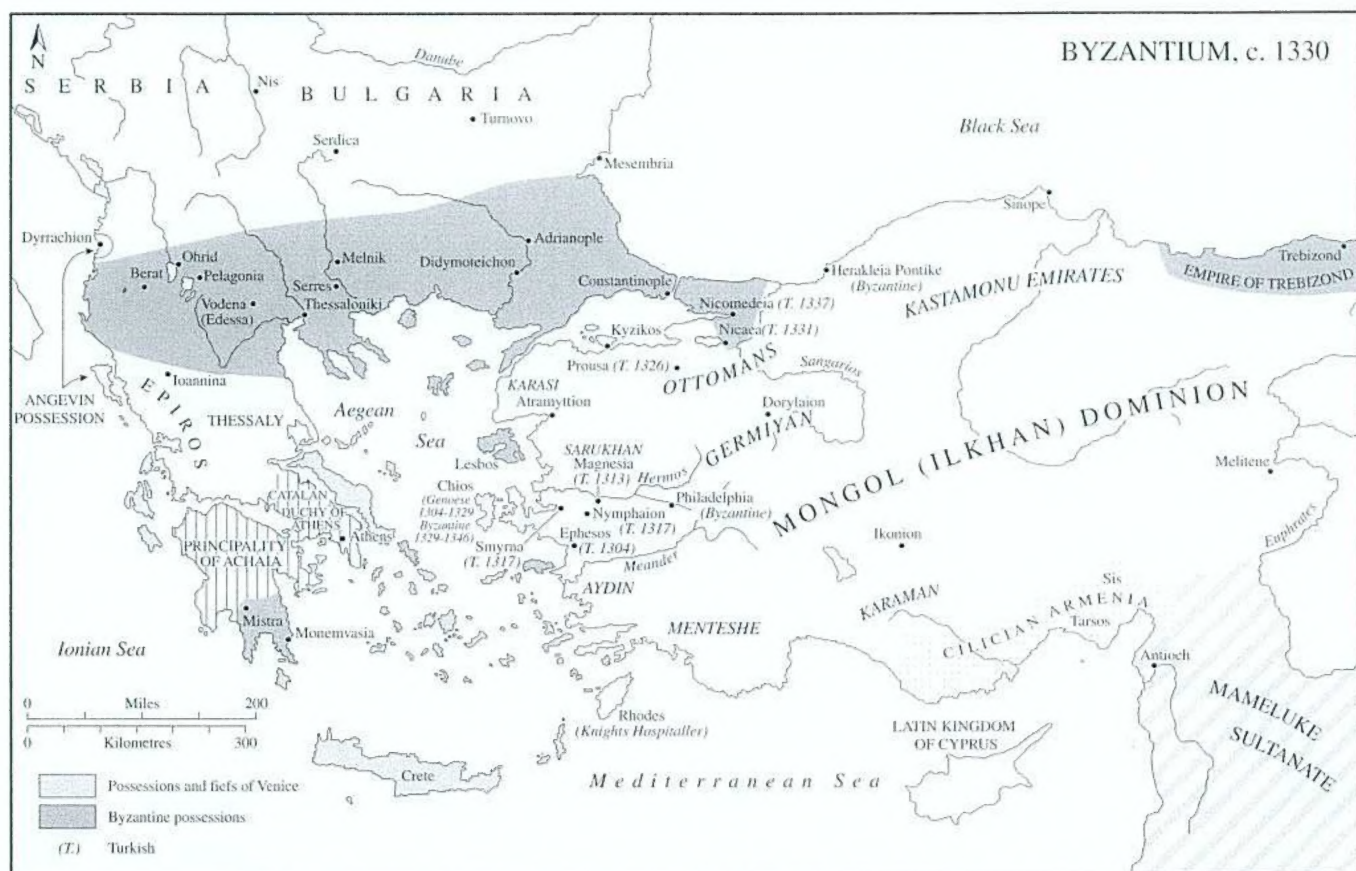 BYZANTIUM, c. 1330
N
SERBIA
BULGARIA
Danube
Nis
Turnovo
Serdica
Mesembria
Black Sea
Sinope
Dyrrachion
Ohrid
Berat
Pelagonia
Vodena
(Edessa)
Melnik
Serres
Thessaloniki
Didymoteichon
Adrianople
Constantinople
Nicomedeia (T. 1337)
Nicaea (T. 1331)
Herakleia Pontike
(Byzantine)
KASTAMONU EMIRATES
Trebizond
EMPIRE OF TREBIZOND
Kyzikos
Prousa (T. 1326)
OTTOMANS
Sangarios
Ioannina
ANGEVIN
POSSESSION
EPIROS
THESSALY
Aegean
Sea
KARASI
Atramyttion
Dorylaion
GERMIYAN
MONGOL (ILKHAN) DOMINION
Lesbos
SARUKHAN
Magnesia
(T. 1313)
Hermos
Chios
(Genoese
1304-1329
Byzantine
1329-1346)
Nymphaion
(T. 1317)
Philadelphia
(Byzantine)
Smyrna
(T. 1317)
Ephesos
(T. 1304)
Meander
Melitene
Euphrates
CATALAN
DUCHY OF
ATHENS
Athens
PRINCIPALITY
OF ACHAIA
Ikonion
AYDIN
MENTESHE
KARAMAN
Sis
CILICIAN ARMENIA
Tarsos
Antioch
Mistra
Monemvasia
Ionian Sea
MAMELUKE
SULTANATE
Rhodes
(Knights Hospitaller)
LATIN KINGDOM
OF CYPRUS
Crete
Mediterranean Sea
0 Miles 200
0 Kilometres 300
Possessions and fiefs of Venice
Byzantine possessions
(T.) Turkish